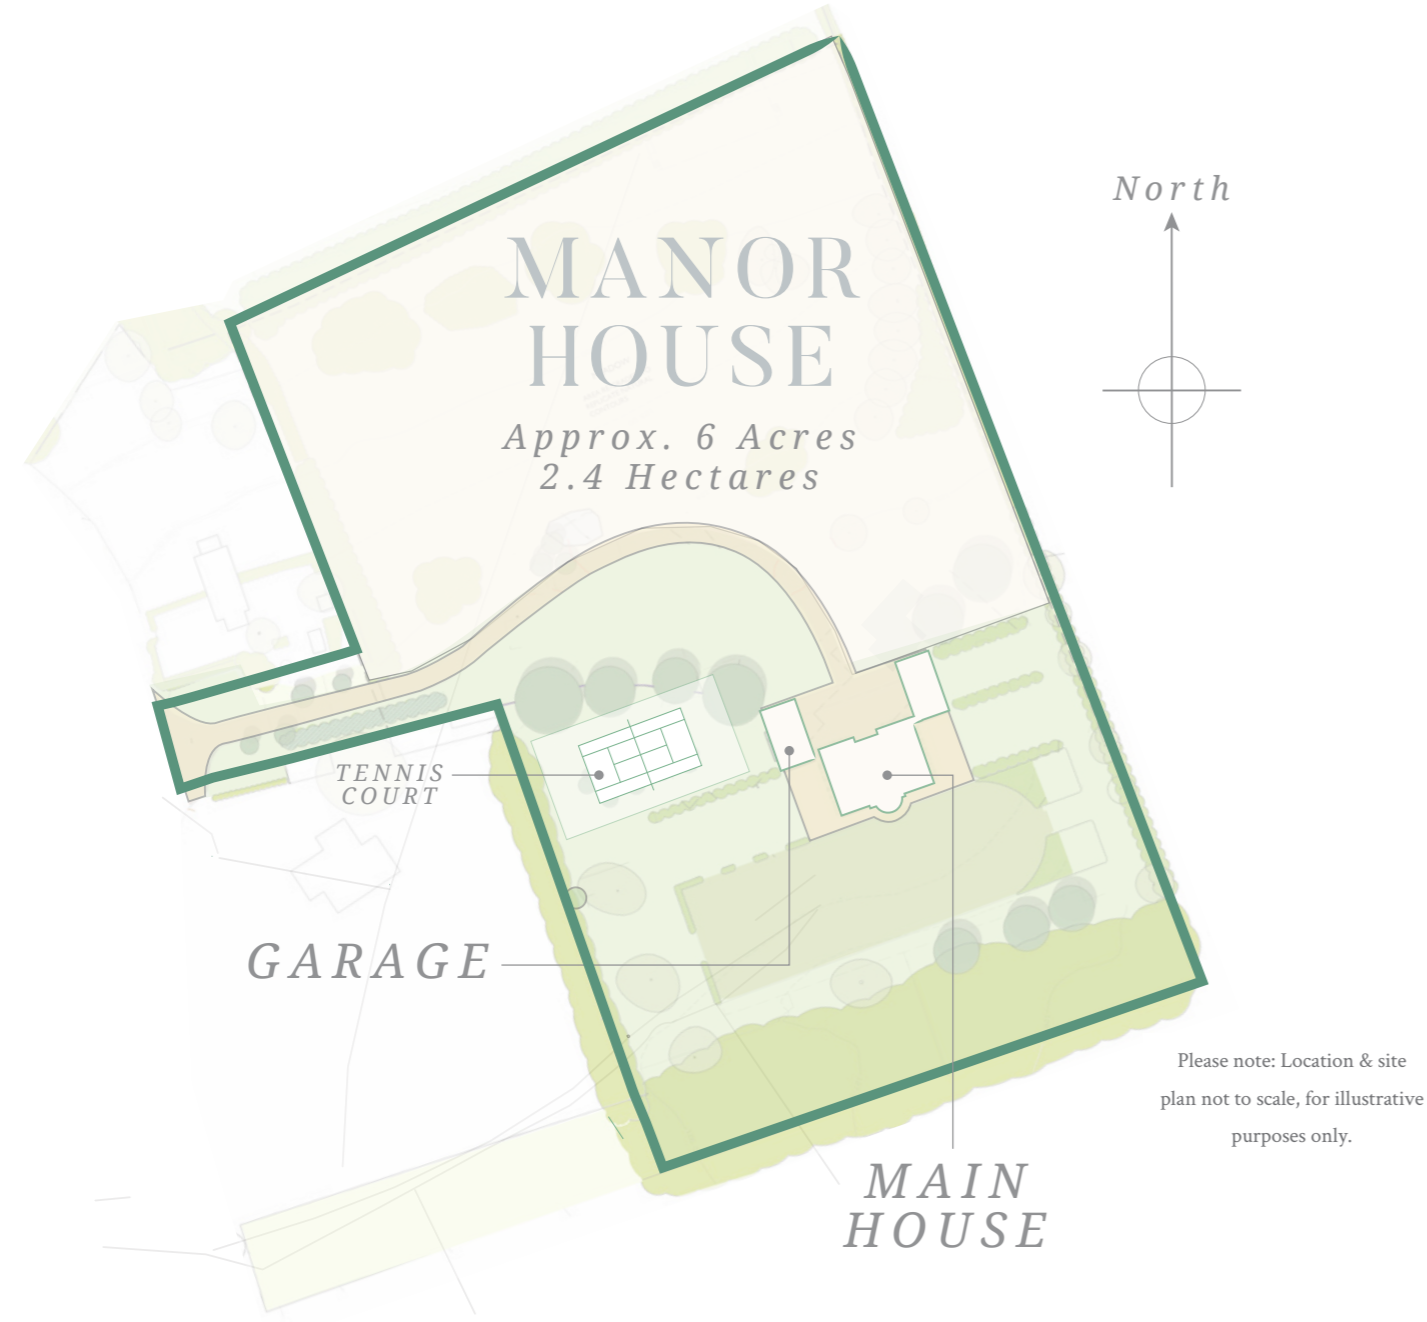 North
MANOR
HOUSE
Approx. 6 Acres
2.4 Hectares
TENNIS
COURT
GARAGE
MAIN
HOUSE
Please note: Location & site
plan not to scale, for illustrative
purposes only.